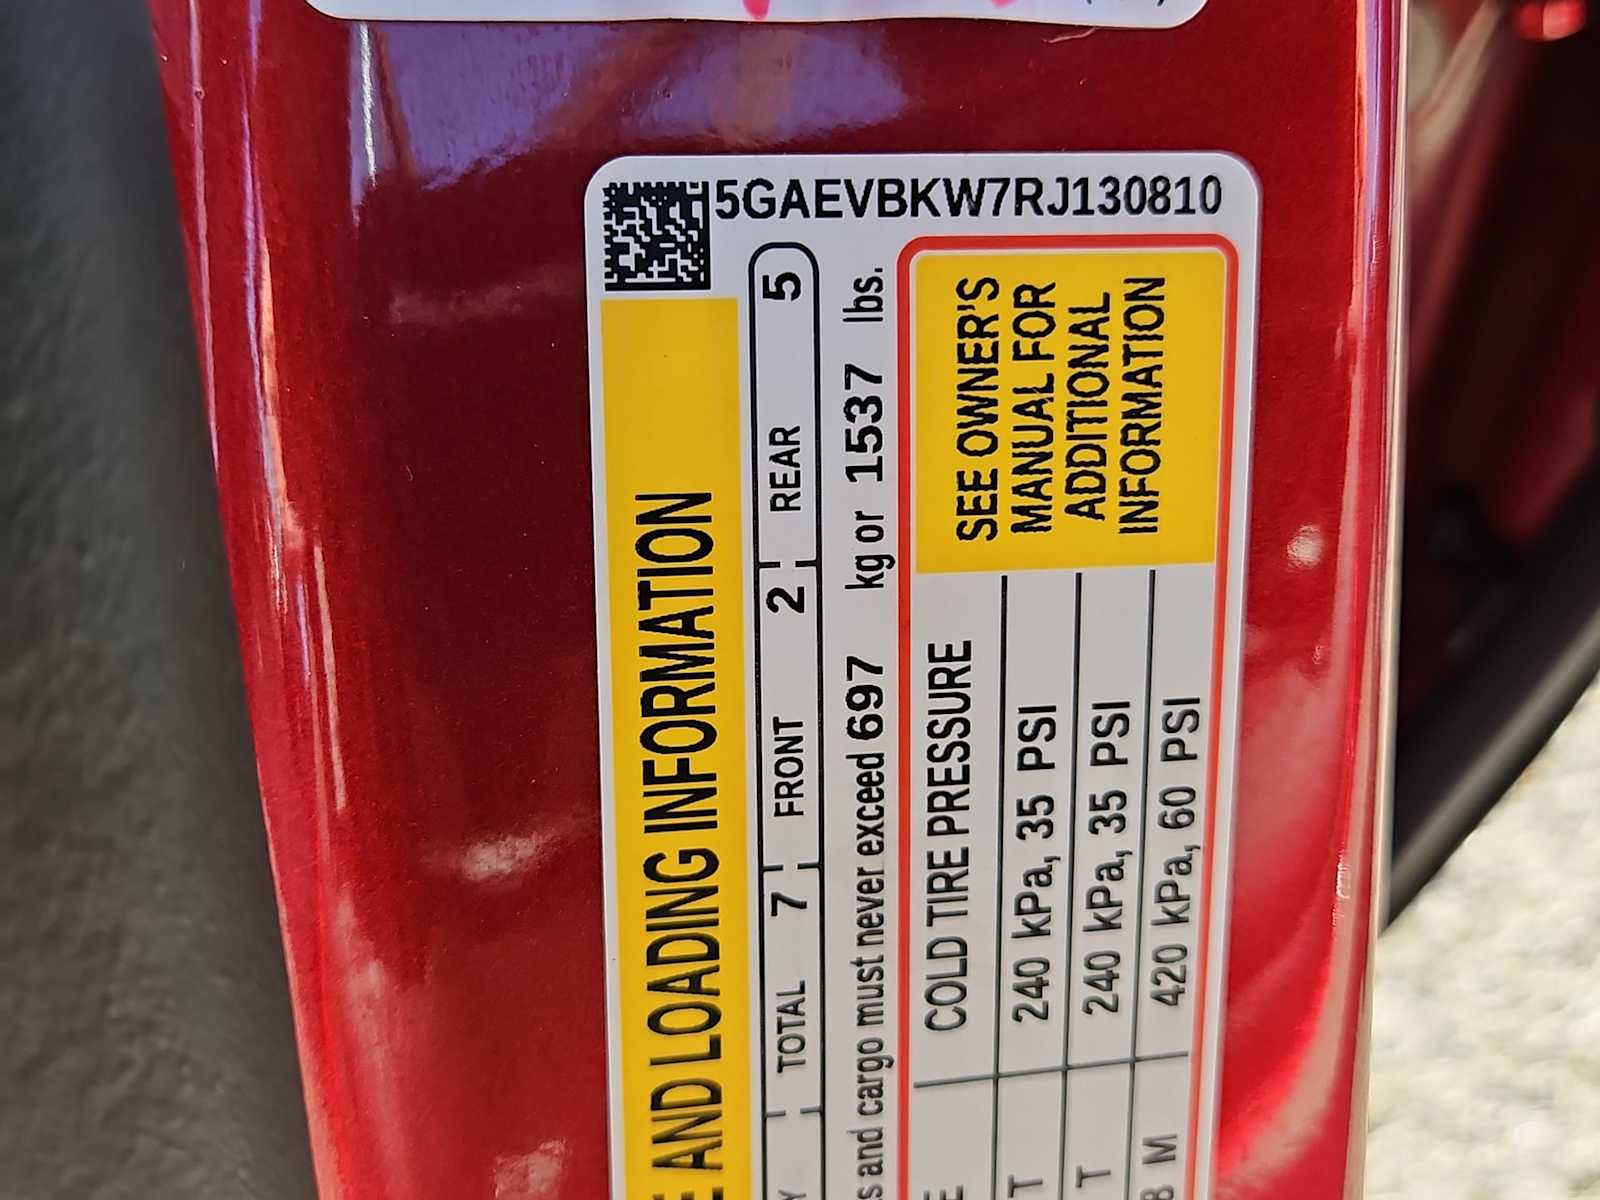 5GAEVBKW7RJ130810
E AND LOADING INFORMATION
Y TOTAL 7 FRONT 2 REAR 5
s and cargo must never exceed 697 kg or 1537 lbs.
E COLD TIRE PRESSURE
T 240 kPa, 35 PSI
T 240 kPa, 35 PSI
8 M 420 kPa, 60 PSI
SEE OWNER'S
MANUAL FOR
ADDITIONAL
INFORMATION